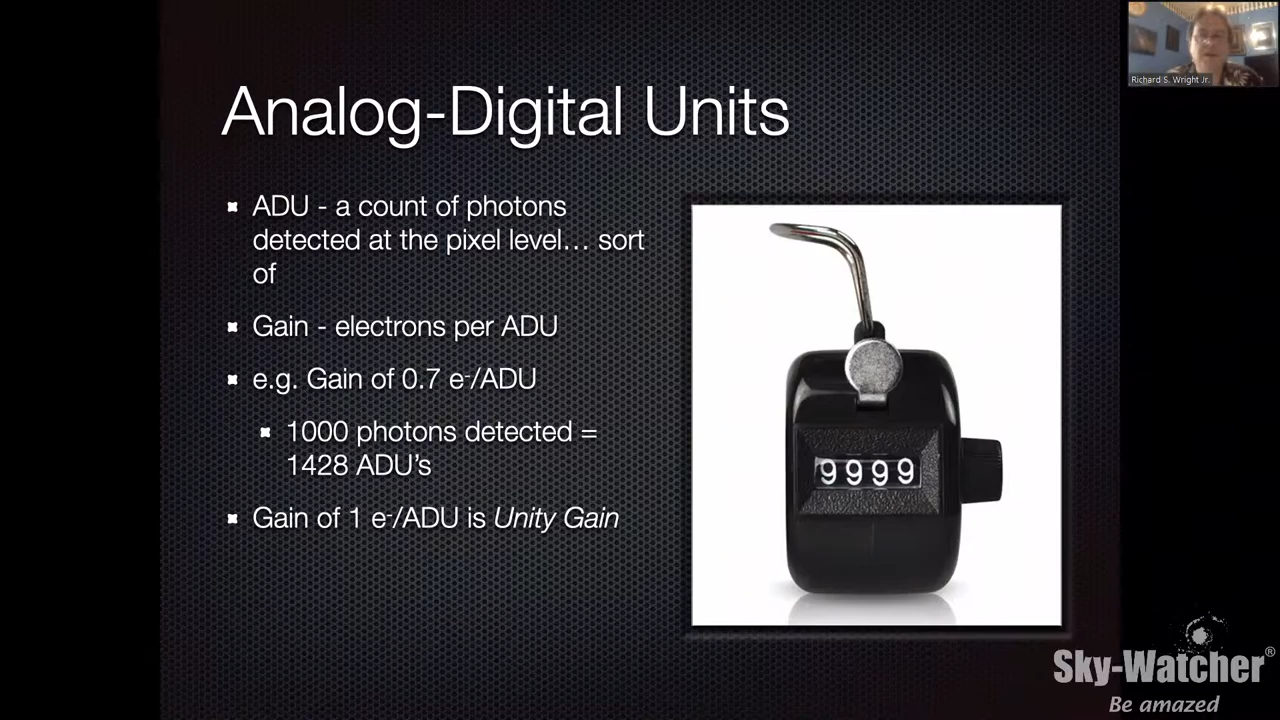 Richard S. Wright Jr.
Analog-Digital Units
ADU - a count of photons
detected at the pixel level... sort
of
Gain - electrons per ADU
e.g. Gain of 0.7 e-/ADU
1000 photons detected =
1428 ADU's
Gain of 1 e-/ADU is Unity Gain
9999
Sky-Watcher®
Be amazed